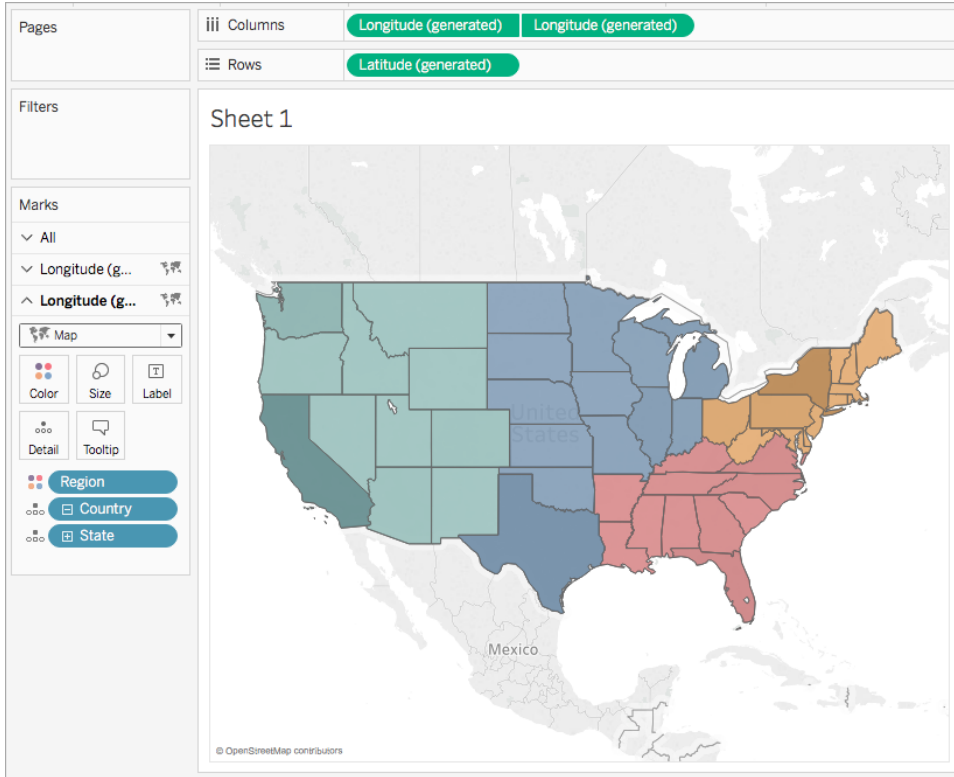 Pages
Columns
Longitude (generated) Longitude (generated)
Rows
Latitude (generated)
Filters
Sheet 1
Marks
All
Longitude (g...
Longitude (g...
Map
Color Size Label
Detail Tooltip
Region
Country
State
United
States
Mexico
© OpenStreetMap contributors